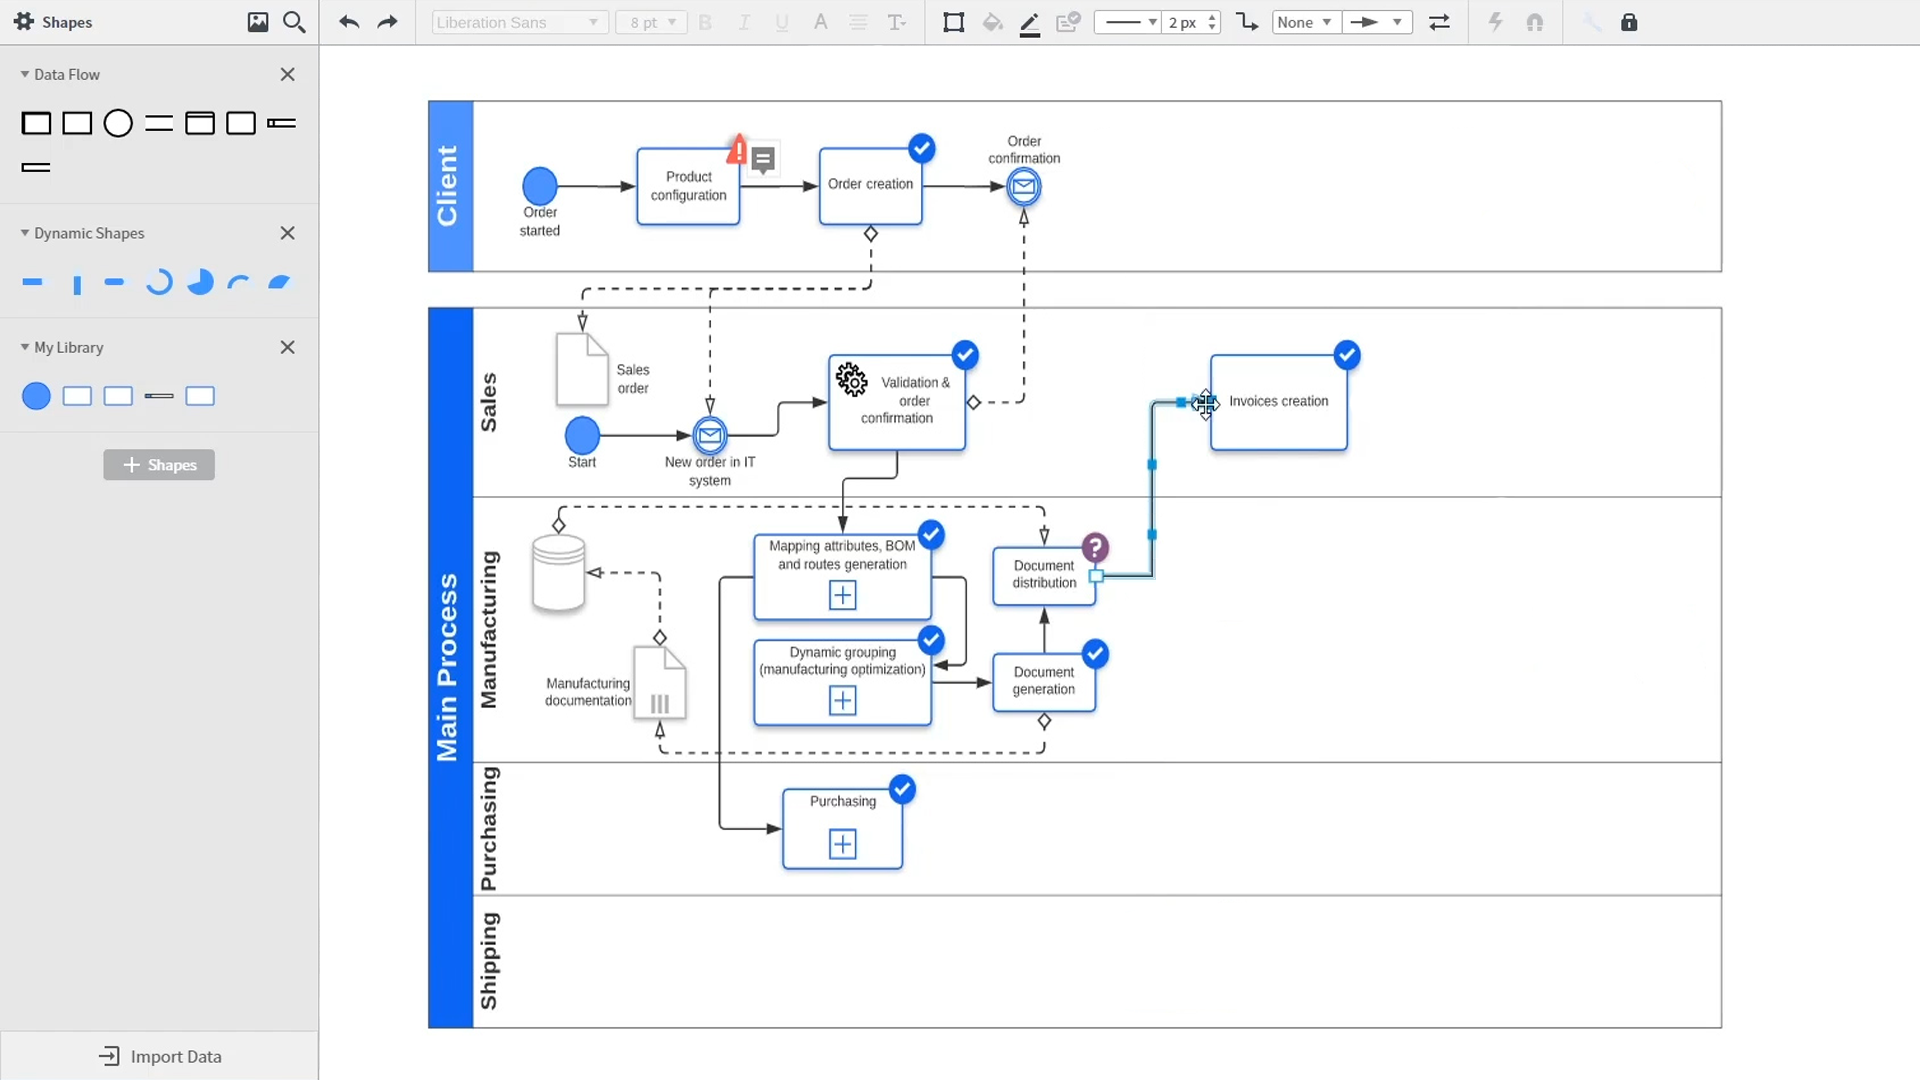 Shapes
Liberation Sans
8 pt
B
I
U
A
T
2 px
None
Data Flow
Dynamic Shapes
My Library
+ Shapes
Import Data
Client
Order
started
Product
configuration
Order creation
Order
confirmation
Main Process
Sales
Sales
order
Start
New order in IT
system
Validation &
order
confirmation
Invoices creation
Manufacturing
Mapping attributes, BOM
and routes generation
Document
distribution
?
Dynamic grouping
(manufacturing optimization)
Document
generation
Manufacturing
documentation
Purchasing
Purchasing
Shipping